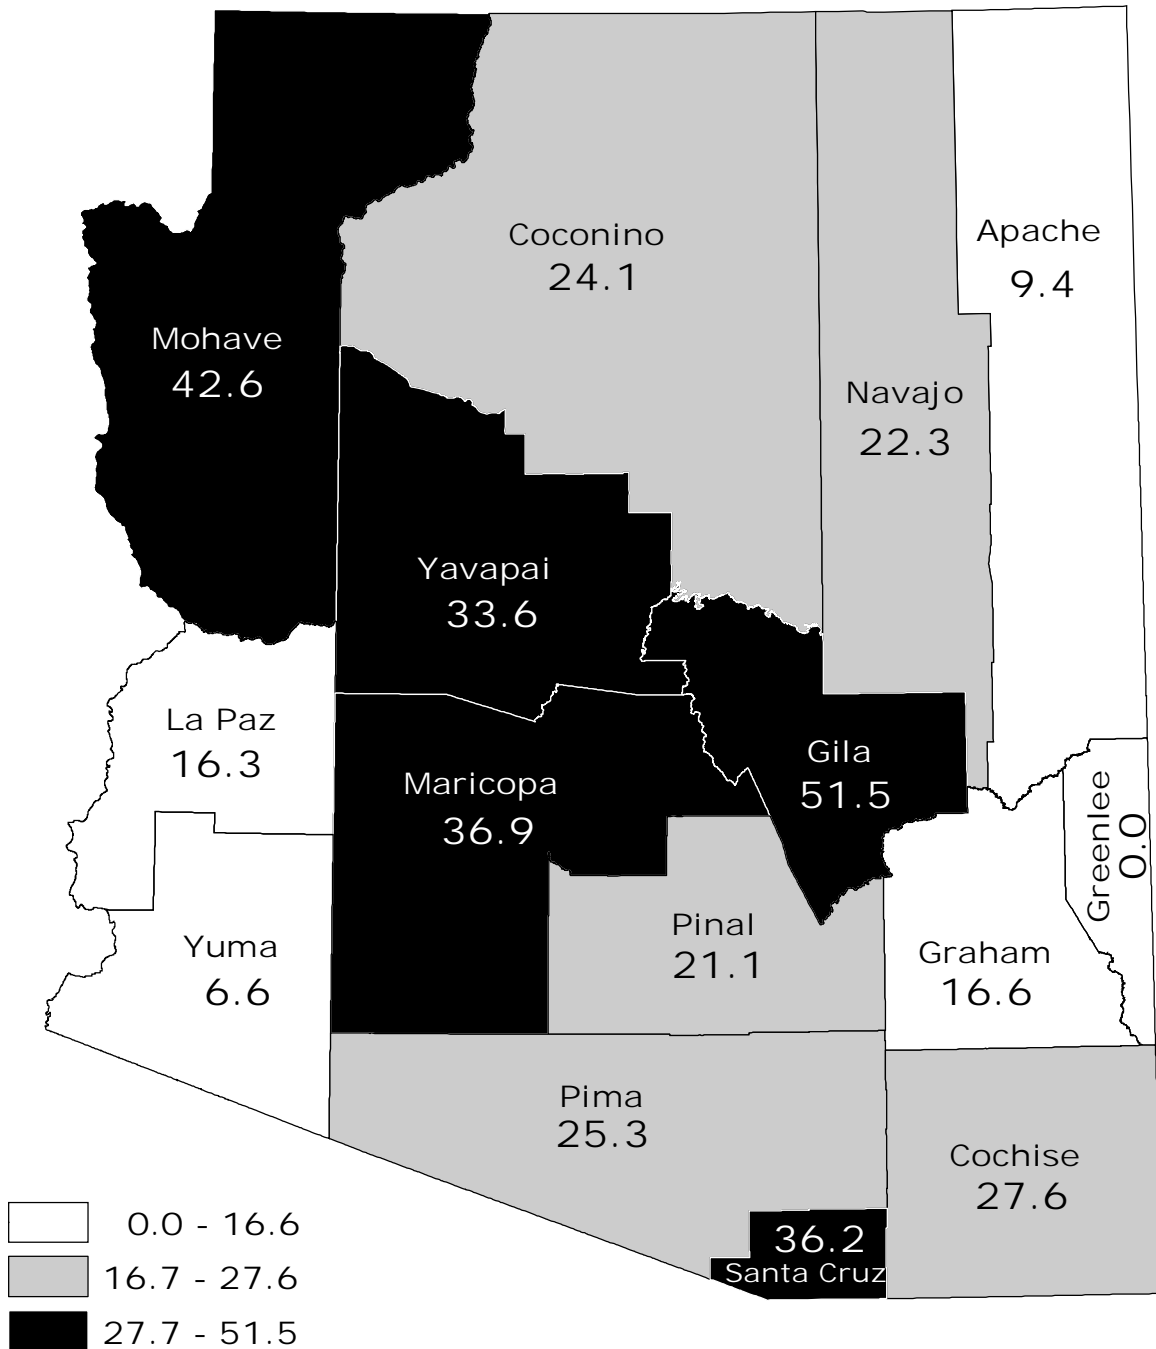 Coconino
24.1
Apache
9.4
Mohave
42.6
Navajo
22.3
Yavapai
33.6
La Paz
16.3
Maricopa
36.9
Gila
51.5
Greenlee
0.0
Yuma
6.6
Pinal
21.1
Graham
16.6
Pima
25.3
Cochise
27.6
36.2
Santa Cruz
0.0 - 16.6
16.7 - 27.6
27.7 - 51.5